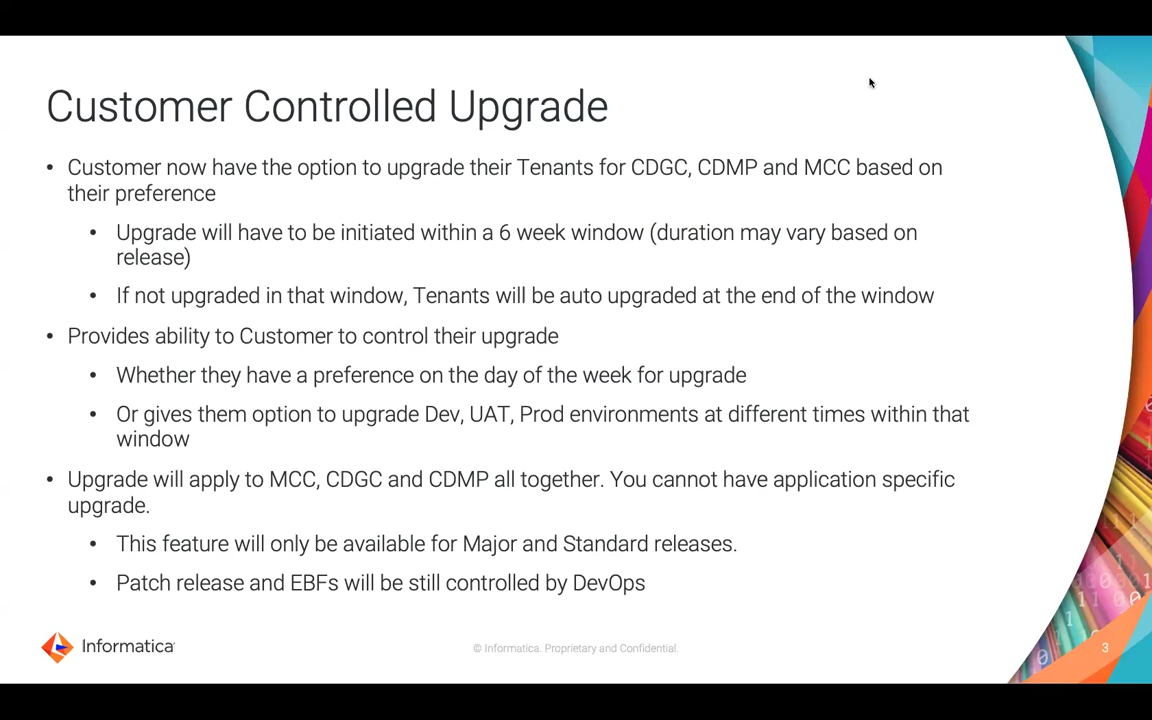 Customer Controlled Upgrade
• Customer now have the option to upgrade their Tenants for CDGC, CDMP and MCC based on
their preference
• Upgrade will have to be initiated within a 6 week window (duration may vary based on
release)
• If not upgraded in that window, Tenants will be auto upgraded at the end of the window
• Provides ability to Customer to control their upgrade
• Whether they have a preference on the day of the week for upgrade
• Or gives them option to upgrade Dev, UAT, Prod environments at different times within that
window
• Upgrade will apply to MCC, CDGC and CDMP all together. You cannot have application specific
upgrade.
• This feature will only be available for Major and Standard releases.
• Patch release and EBFs will be still controlled by DevOps
Informatica
© Informatica. Proprietary and Confidential.
3